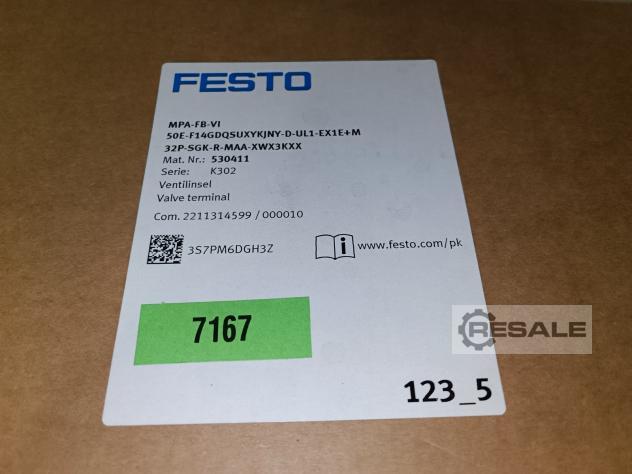 FESTO
MPA-FB-VI
50E-F14GDQSUXYKJNY-D-UL1-EX1E+M
32P-SGK-R-MAA-XWX3KXX
Mat. Nr.: 530411
Serie: K302
Ventilinsel
Valve terminal
Com. 2211314599 / 000010
3S7PM6DGH3Z
i www.festo.com/pk
7167
RESALE
123_5